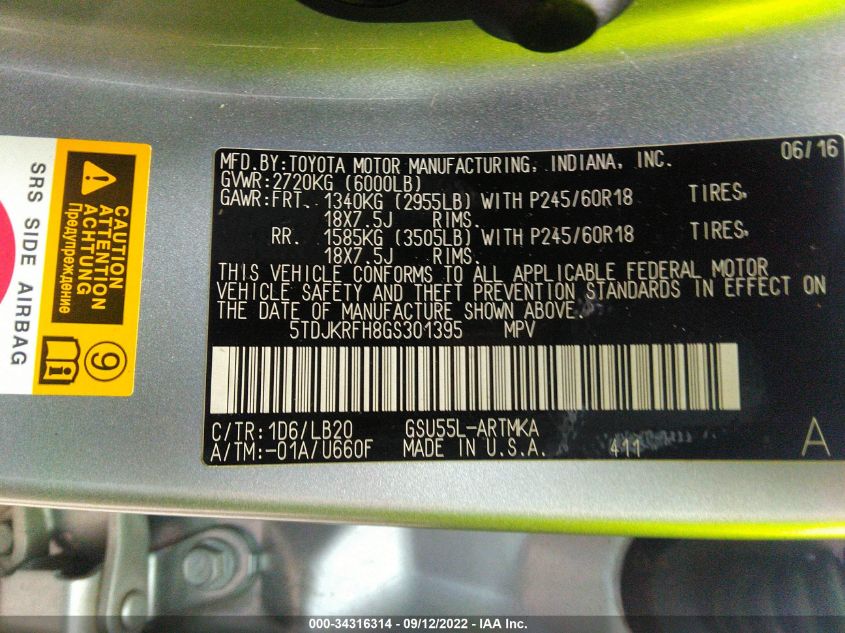 MFD.BY:TOYOTA MOTOR MANUFACTURING, INDIANA, INC. 06/16
GVWR:2720KG (6000LB)
GAWR:FRT. 1340KG (2955LB) WITH P245/60R18 TIRES,
18X7.5J RIMS.
RR. 1585KG (3505LB) WITH P245/60R18 TIRES,
18X7.5J RIMS.
THIS VEHICLE CONFORMS TO ALL APPLICABLE FEDERAL MOTOR
VEHICLE SAFETY AND THEFT PREVENTION STANDARDS IN EFFECT ON
THE DATE OF MANUFACTURE SHOWN ABOVE.
5TDJKRFH8GS301395 MPV
C/TR:1D6/LB20 GSU55L-ARTMKA
A/TM:-01A/U660F MADE IN U.S.A. 411
A
SRS SIDE AIRBAG
CAUTION
ATTENTION
ACHTUNG
Предупреждение
9
000-34316314 - 09/12/2022 - IAA Inc.